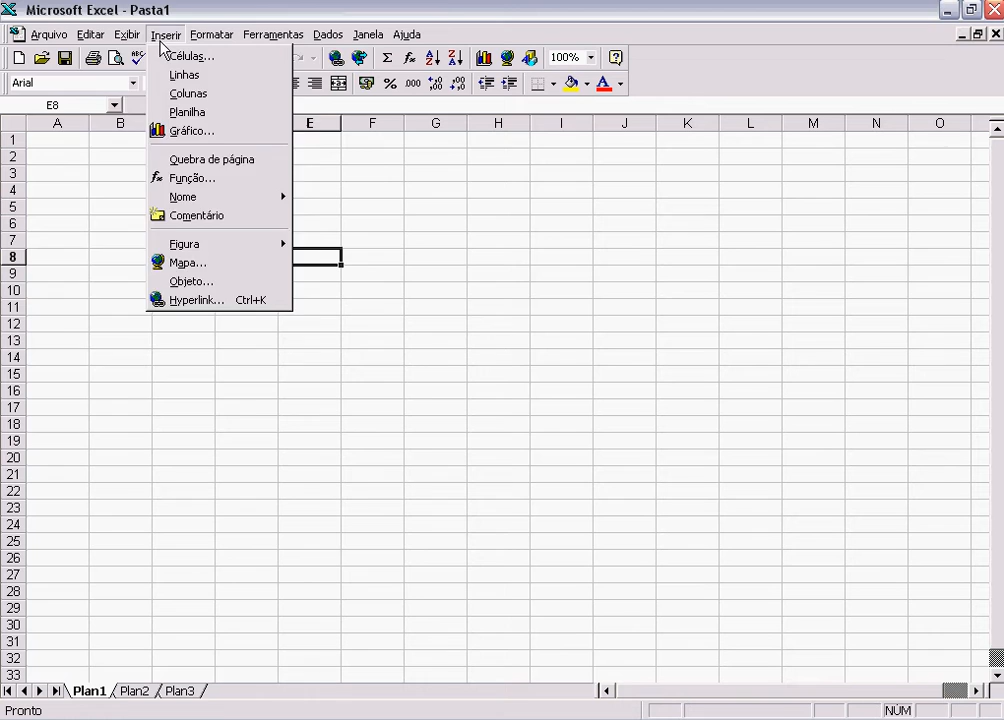 Microsoft Excel - Pasta1
Arquivo Editar Exibir Inserir Formatar Ferramentas Dados Janela Ajuda
100%
Arial
E8
A B E F G H I J K L M N O
Células...
Linhas
Colunas
Planilha
Gráfico...
Quebra de página
Função...
Nome
Comentário
Figura
Mapa...
Objeto...
Hyperlink... Ctrl+K
1
2
3
4
5
6
7
8
9
10
11
12
13
14
15
16
17
18
19
20
21
22
23
24
25
26
27
28
29
30
31
32
33
Plan1 Plan2 Plan3
Pronto NÚM